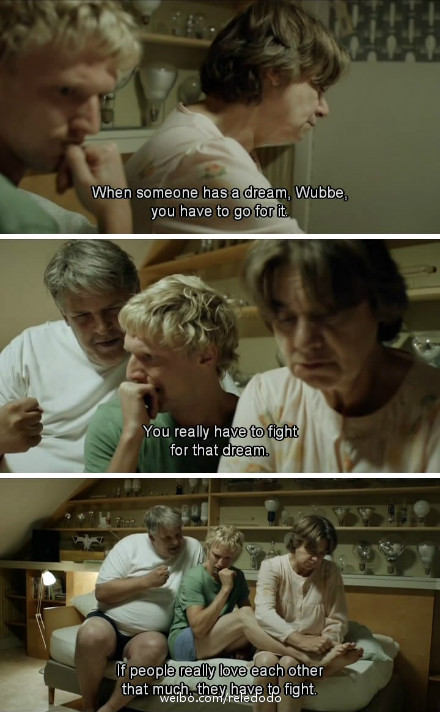 When someone has a dream, Wubbe,
you have to go for it.
You really have to fight
for that dream.
If people really love each other
that much, they have to fight.
weibo.com/reledodo